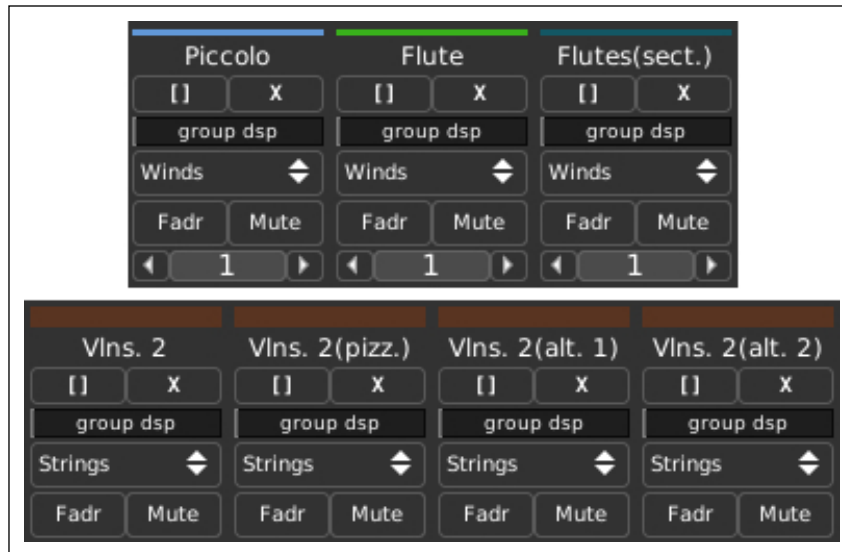 Piccolo Flute Flutes(sect.)
[] X [] X [] X
group dsp group dsp group dsp
Winds Winds Winds
Fadr Mute Fadr Mute Fadr Mute
1 1 1
Vlns. 2 Vlns. 2(pizz.) Vlns. 2(alt. 1) Vlns. 2(alt. 2)
[] X [] X [] X [] X
group dsp group dsp group dsp group dsp
Strings Strings Strings Strings
Fadr Mute Fadr Mute Fadr Mute Fadr Mute